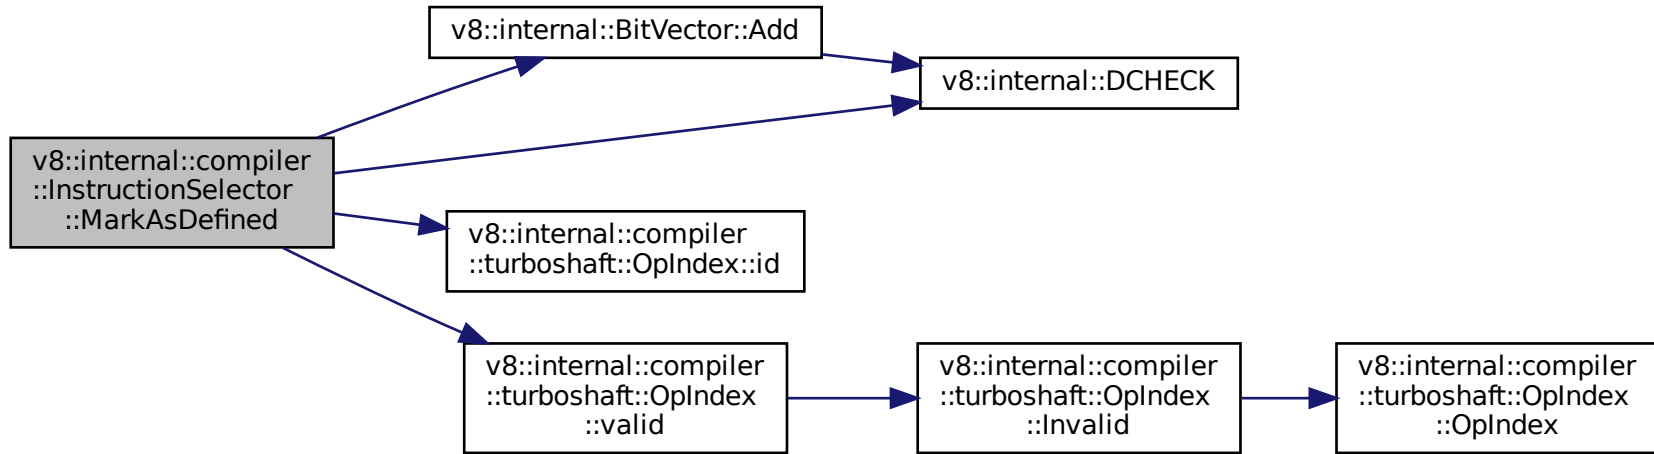 v8::internal::BitVector::Add
v8::internal::DCHECK
v8::internal::compiler
::InstructionSelector
::MarkAsDefined
v8::internal::compiler
::turboshaft::OpIndex::id
v8::internal::compiler
::turboshaft::OpIndex
::valid
v8::internal::compiler
::turboshaft::OpIndex
::Invalid
v8::internal::compiler
::turboshaft::OpIndex
::OpIndex